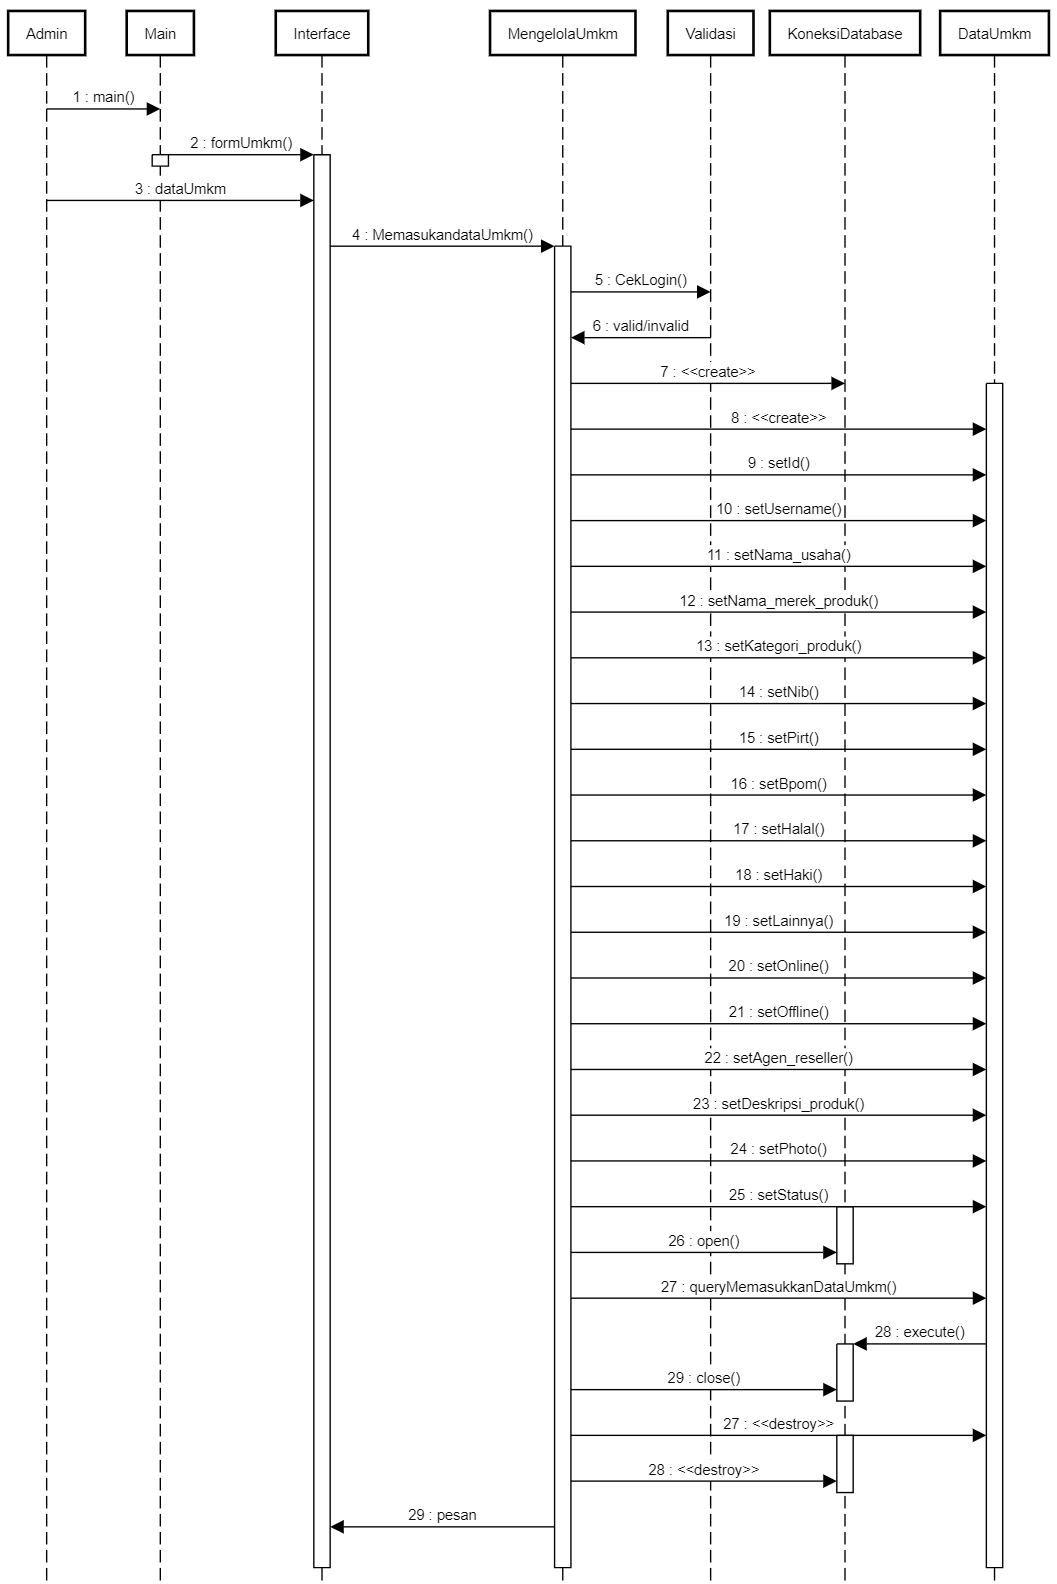 Admin
Main
Interface
MengelolaUmkm
Validasi
KoneksiDatabase
DataUmkm
1 : main()
2 : formUmkm()
3 : dataUmkm
4 : MemasukandataUmkm()
5 : CekLogin()
6 : valid/invalid
7 : <<create>>
8 : <<create>>
9 : setId()
10 : setUsername()
11 : setNama_usaha()
12 : setNama_merek_produk()
13 : setKategori_produk()
14 : setNib()
15 : setPirt()
16 : setBpom()
17 : setHalal()
18 : setHaki()
19 : setLainnya()
20 : setOnline()
21 : setOffline()
22 : setAgen_reseller()
23 : setDeskripsi_produk()
24 : setPhoto()
25 : setStatus()
26 : open()
27 : queryMemasukkanDataUmkm()
28 : execute()
29 : close()
27 : <<destroy>>
28 : <<destroy>>
29 : pesan